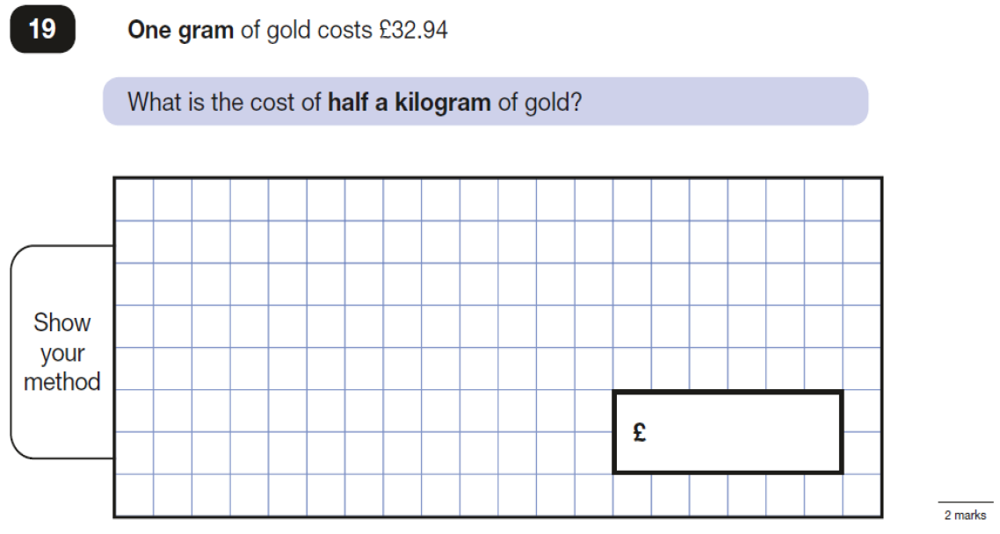 19
One gram of gold costs £32.94
What is the cost of half a kilogram of gold?
Show
your
method
£
2 marks